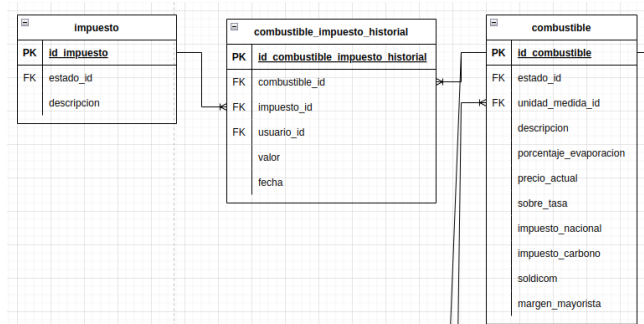 impuesto
PK id_impuesto
FK estado_id
descripcion
combustible_impuesto_historial
PK id_combustible_impuesto_historial
FK combustible_id
FK impuesto_id
FK usuario_id
valor
fecha
combustible
PK id_combustible
FK estado_id
FK unidad_medida_id
descripcion
porcentaje_evaporacion
precio_actual
sobre_tasa
impuesto_nacional
impuesto_carbono
soldicom
margen_mayorista